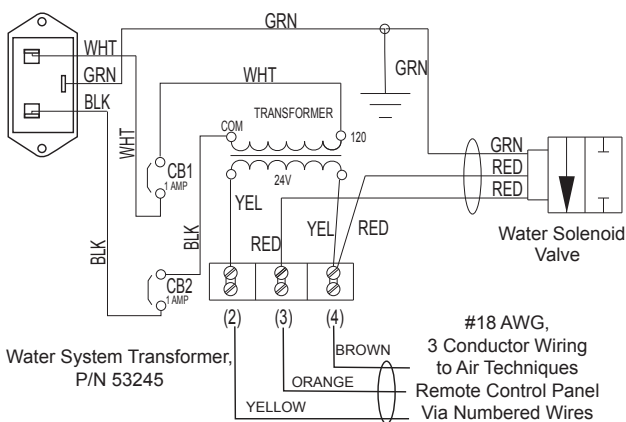 GRN
WHT
GRN
GRN
BLK
WHT
TRANSFORMER
COM
120
GRN
RED
RED
WHT
CB1
1 AMP
24V
YEL
YEL
RED
RED
BLK
BLK
Water Solenoid
Valve
CB2
1 AMP
(2)
(3)
(4)
Water System Transformer,
P/N 53245
BROWN
ORANGE
YELLOW
#18 AWG,
3 Conductor Wiring
to Air Techniques
Remote Control Panel
Via Numbered Wires